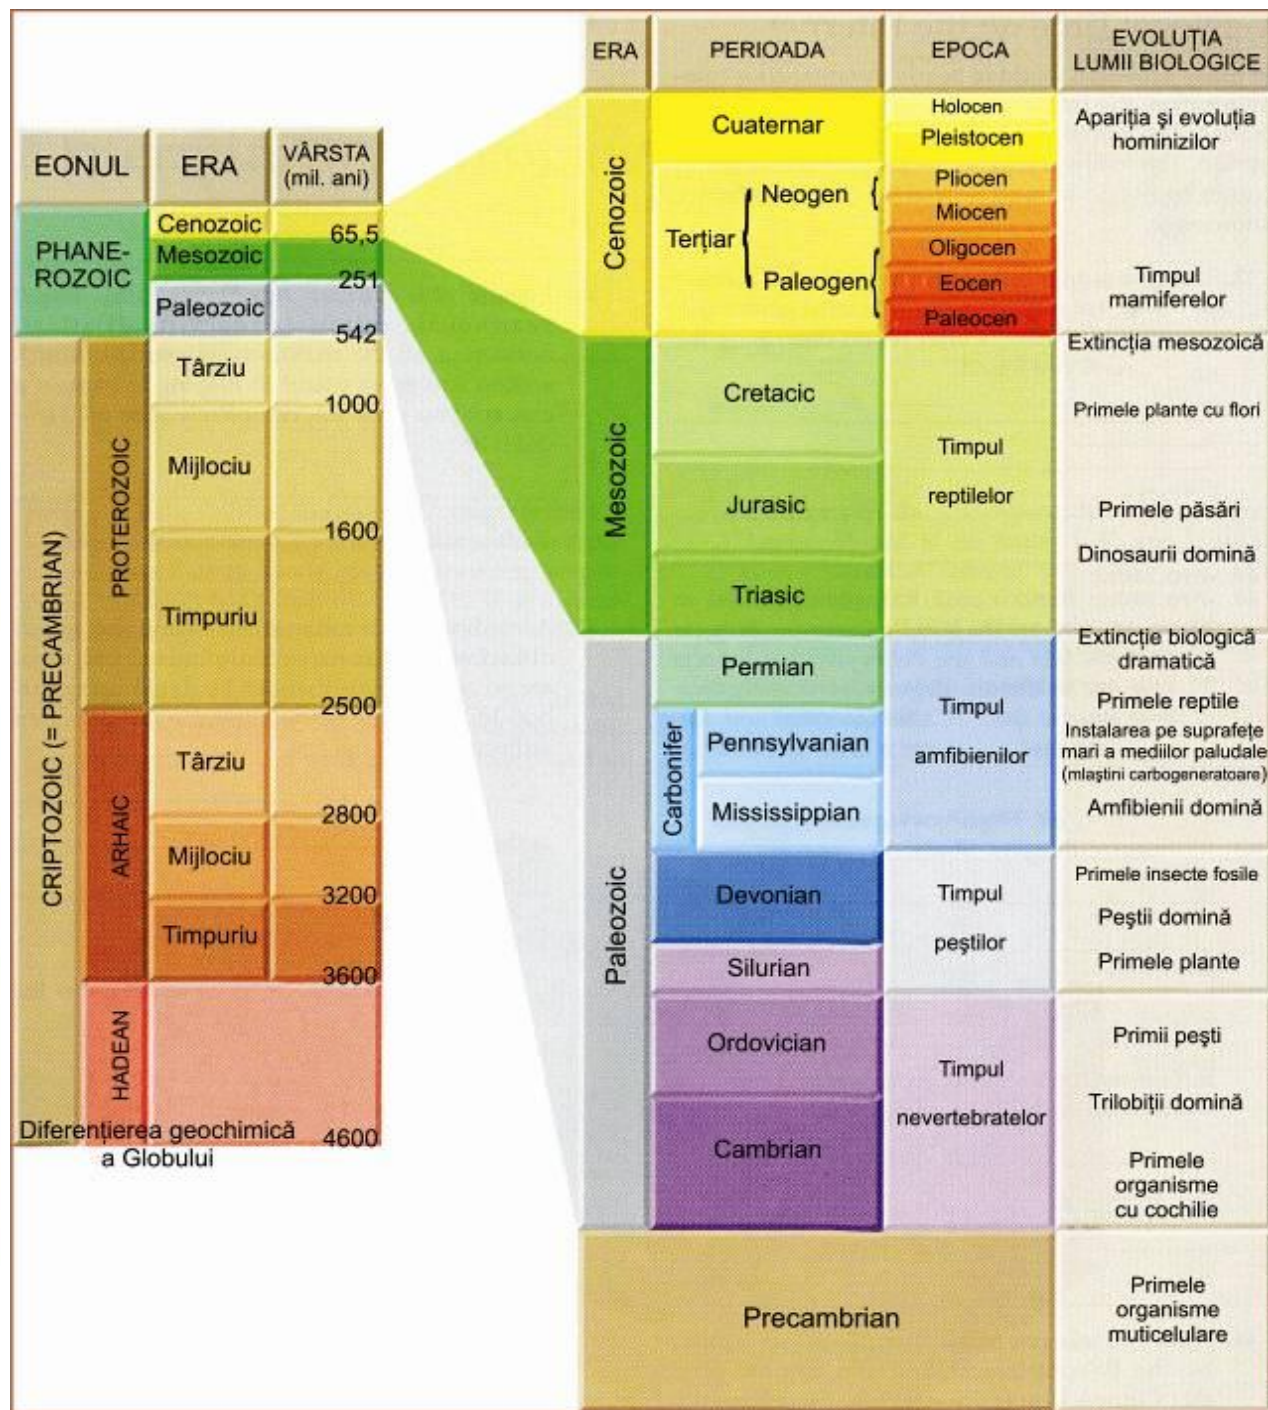 EONUL
ERA
VÂRSTA
(mil. ani)
PHANE-
ROZOIC
Cenozoic
65,5
Mesozoic
251
Paleozoic
542
CRIPTOZOIC (= PRECAMBRIAN)
PROTEROZOIC
Târziu
1000
Mijlociu
1600
Timpuriu
2500
ARHAIC
Târziu
2800
Mijlociu
3200
Timpuriu
3600
HADEAN
Diferențierea geochimică
a Globului
4600
ERA
PERIOADA
EPOCA
EVOLUȚIA
LUMII BIOLOGICE
Cenozoic
Cuaternar
Holocen
Pleistocen
Apariția și evoluția
hominizilor
Terțiar
Neogen
Pliocen
Miocen
Paleogen
Oligocen
Eocen
Paleocen
Timpul
mamiferelor
Extincția mesozoică
Mesozoic
Cretacic
Jurasic
Triasic
Timpul
reptilelor
Primele plante cu flori
Primele păsări
Dinosaurii domină
Extincție biologică
dramatică
Paleozoic
Permian
Carbonifer
Pennsylvanian
Mississippian
Timpul
amfibienilor
Primele reptile
Instalarea pe suprafețe
mari a mediilor paludale
(mlaștini carbogeneratoare)
Amfibienii domină
Devonian
Silurian
Timpul
peștilor
Primele insecte fosile
Peștii domină
Primele plante
Ordovician
Cambrian
Timpul
nevertebratelor
Primii pești
Trilobiții domină
Primele
organisme
cu cochilie
Precambrian
Primele
organisme
muticelulare